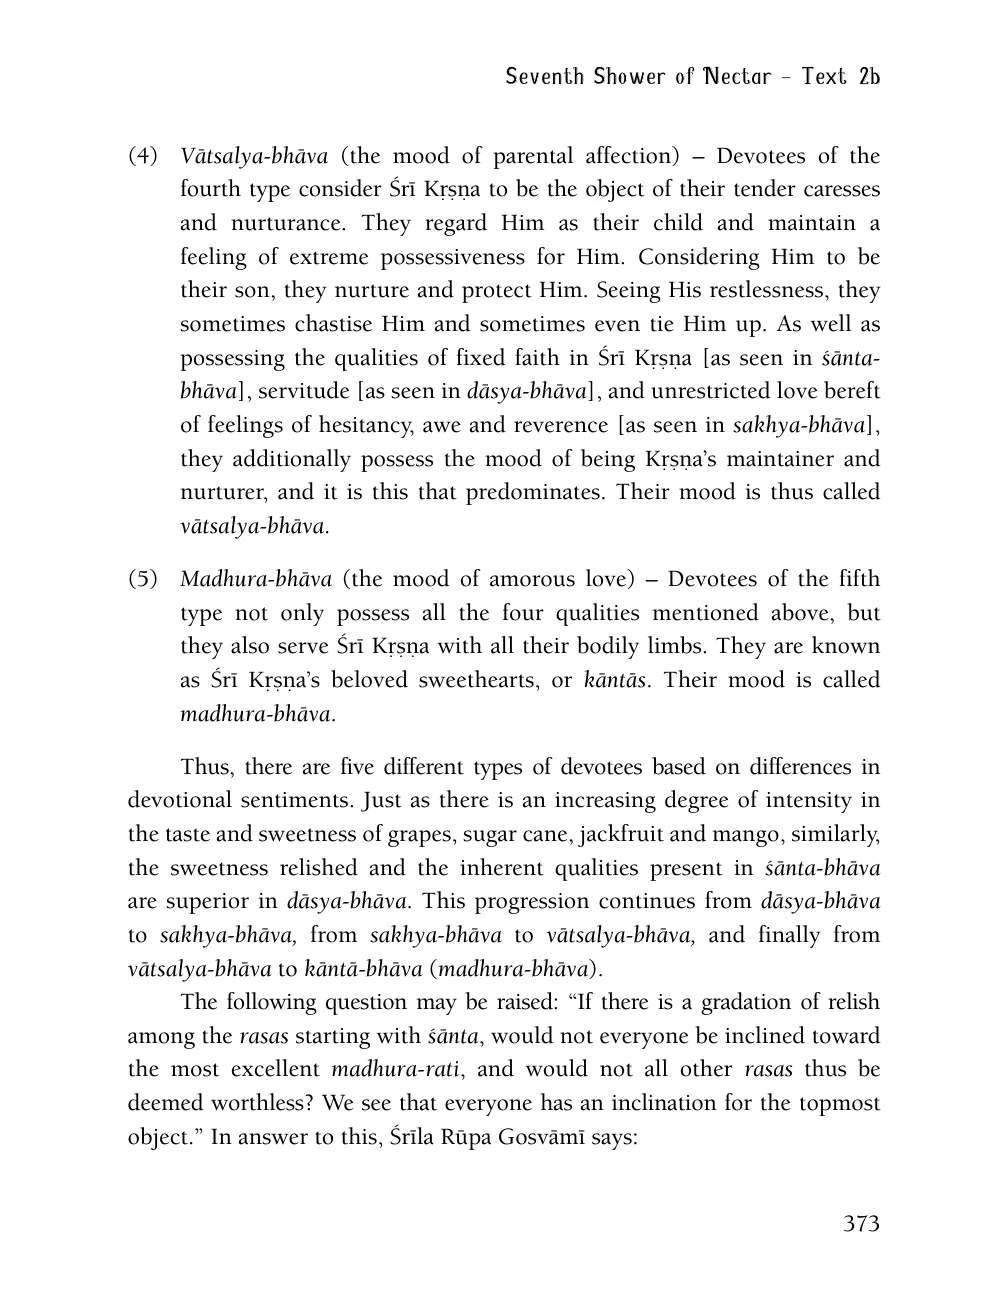 Seventh Shower of Nectar – Text 2b
(4) Vātsalya-bhāva (the mood of parental affection) – Devotees of the
fourth type consider Śrī Kṛṣṇa to be the object of their tender caresses
and nurturance. They regard Him as their child and maintain a
feeling of extreme possessiveness for Him. Considering Him to be
their son, they nurture and protect Him. Seeing His restlessness, they
sometimes chastise Him and sometimes even tie Him up. As well as
possessing the qualities of fixed faith in Śrī Kṛṣṇa [as seen in śānta-
bhāva], servitude [as seen in dāsya-bhāva], and unrestricted love bereft
of feelings of hesitancy, awe and reverence [as seen in sakhya-bhāva],
they additionally possess the mood of being Kṛṣṇa’s maintainer and
nurturer, and it is this that predominates. Their mood is thus called
vātsalya-bhāva.
(5) Madhura-bhāva (the mood of amorous love) – Devotees of the fifth
type not only possess all the four qualities mentioned above, but
they also serve Śrī Kṛṣṇa with all their bodily limbs. They are known
as Śrī Kṛṣṇa’s beloved sweethearts, or kāntās. Their mood is called
madhura-bhāva.
Thus, there are five different types of devotees based on differences in
devotional sentiments. Just as there is an increasing degree of intensity in
the taste and sweetness of grapes, sugar cane, jackfruit and mango, similarly,
the sweetness relished and the inherent qualities present in śānta-bhāva
are superior in dāsya-bhāva. This progression continues from dāsya-bhāva
to sakhya-bhāva, from sakhya-bhāva to vātsalya-bhāva, and finally from
vātsalya-bhāva to kāntā-bhāva (madhura-bhāva).
The following question may be raised: “If there is a gradation of relish
among the rasas starting with śānta, would not everyone be inclined toward
the most excellent madhura-rati, and would not all other rasas thus be
deemed worthless? We see that everyone has an inclination for the topmost
object.” In answer to this, Śrīla Rūpa Gosvāmī says:
373